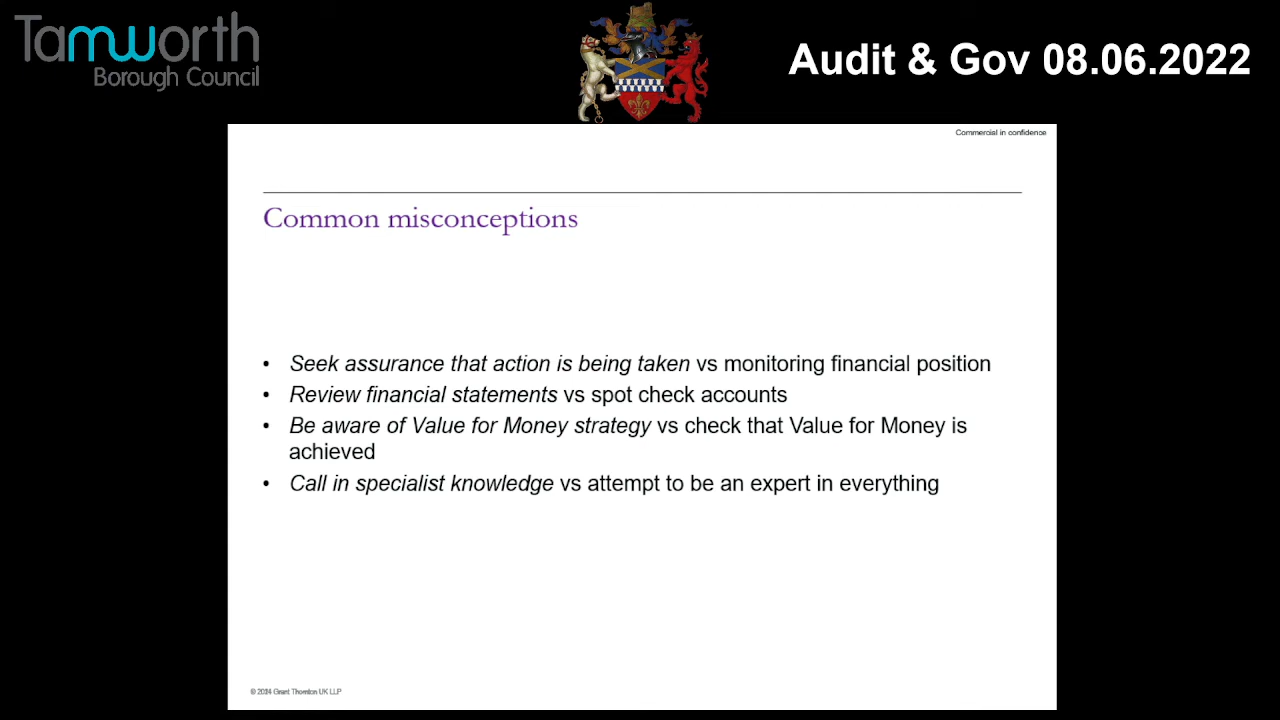 Tamworth
Borough Council
Audit & Gov 08.06.2022
Commercial in confidence
Common misconceptions
• Seek assurance that action is being taken vs monitoring financial position
• Review financial statements vs spot check accounts
• Be aware of Value for Money strategy vs check that Value for Money is
achieved
• Call in specialist knowledge vs attempt to be an expert in everything
© 2014 Grant Thornton UK LLP